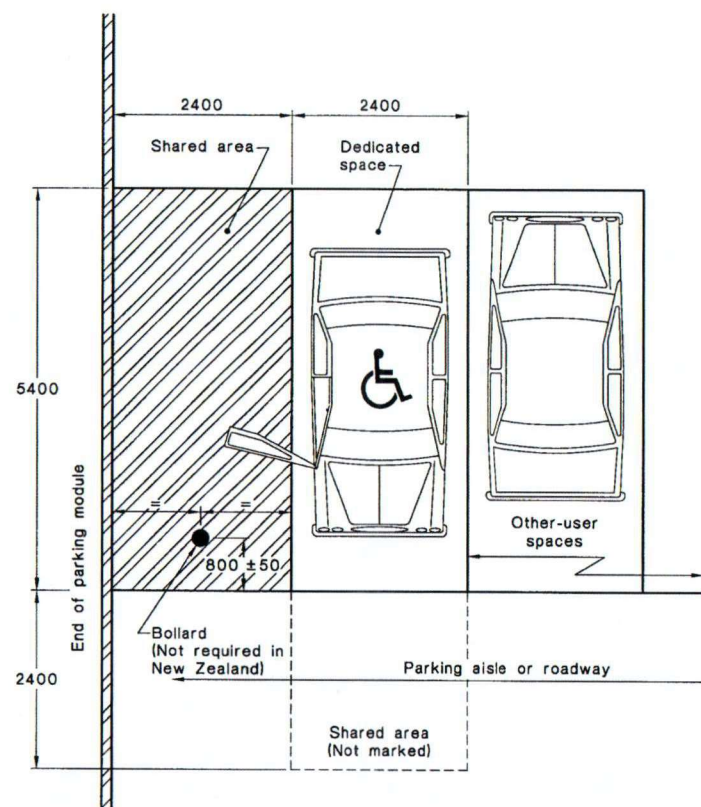 2400
2400
Shared area
Dedicated
space
5400
= =
800 ±50
Other-user
spaces
End of parking module
Bollard
(Not required in
New Zealand)
2400
Parking aisle or roadway
Shared area
(Not marked)